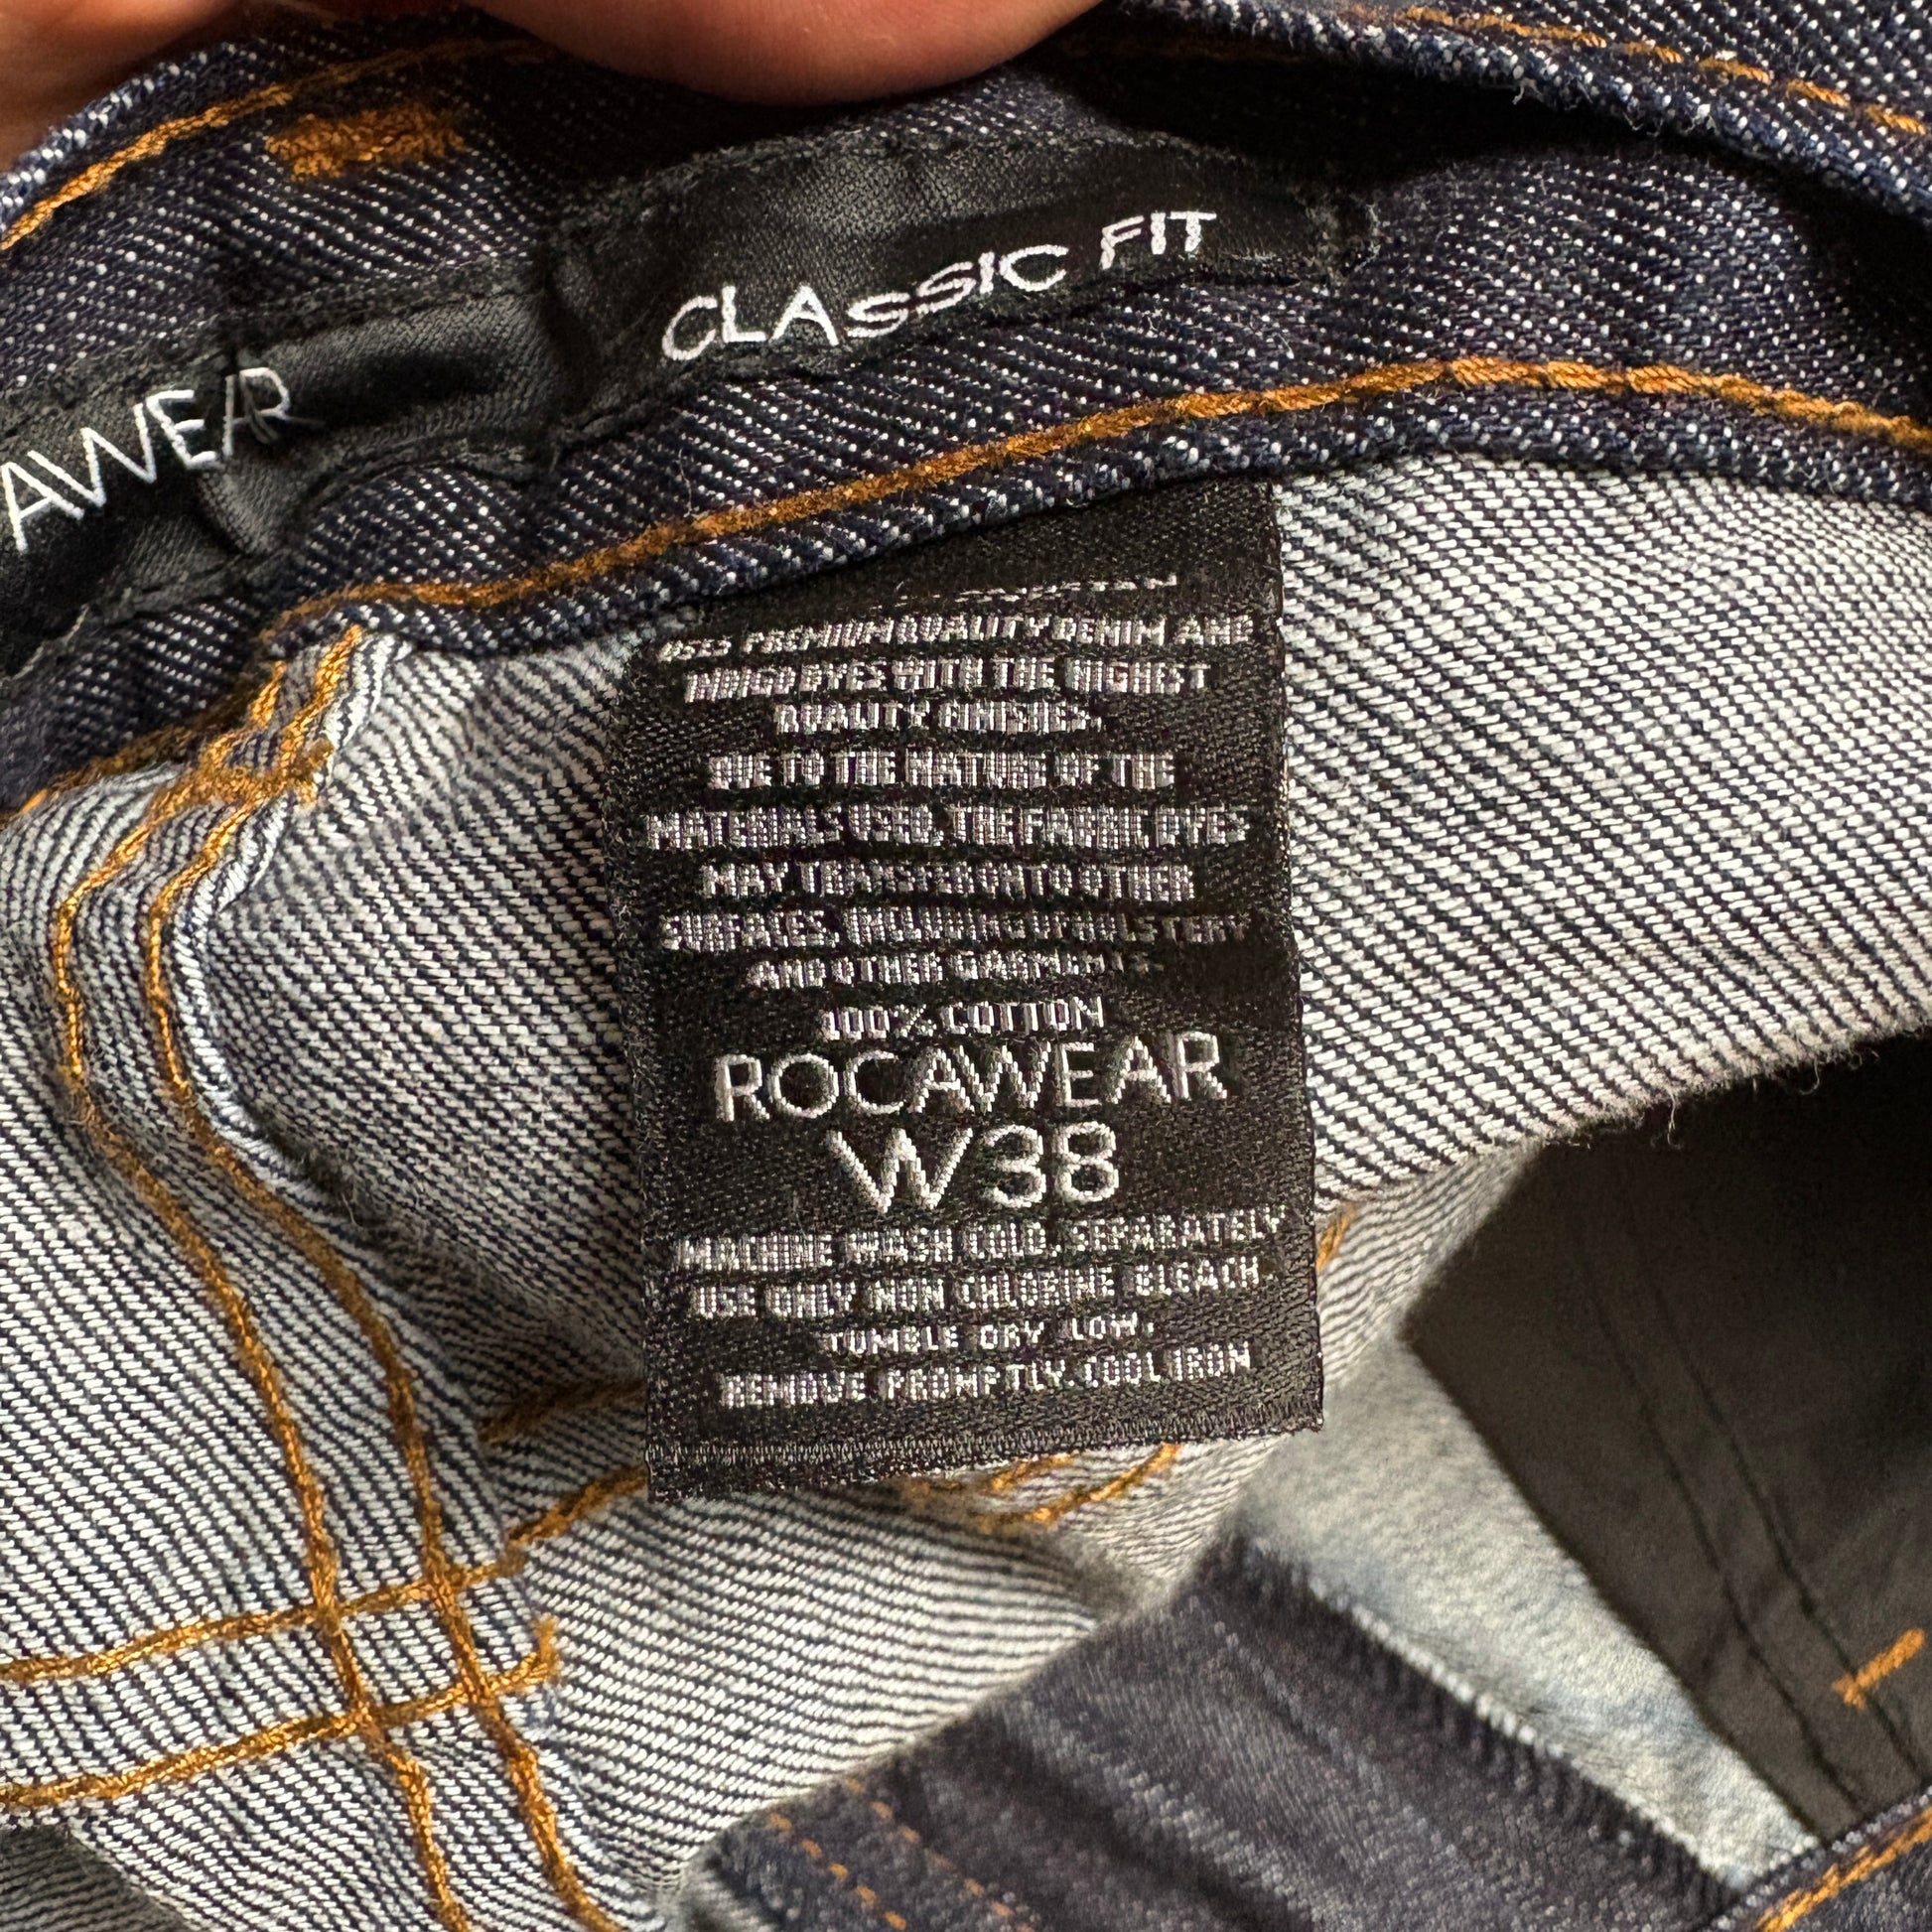 CLASSIC FIT
AWEAR
PREMIUM QUALITY DENIM AND
INDIGO DYES WITH THE HIGHEST
QUALITY FINISHES.
DUE TO THE NATURE OF THE
MATERIALS USED, THE FABRIC DYES
MAY TRANSFER ONTO OTHER
SURFACES, INCLUDING UPHOLSTERY
AND OTHER GARMENTS.
100% COTTON
ROCAWEAR
W38
MACHINE WASH COLD, SEPARATELY
USE ONLY NON CHLORINE BLEACH
TUMBLE DRY LOW.
REMOVE PROMPTLY. COOL IRON